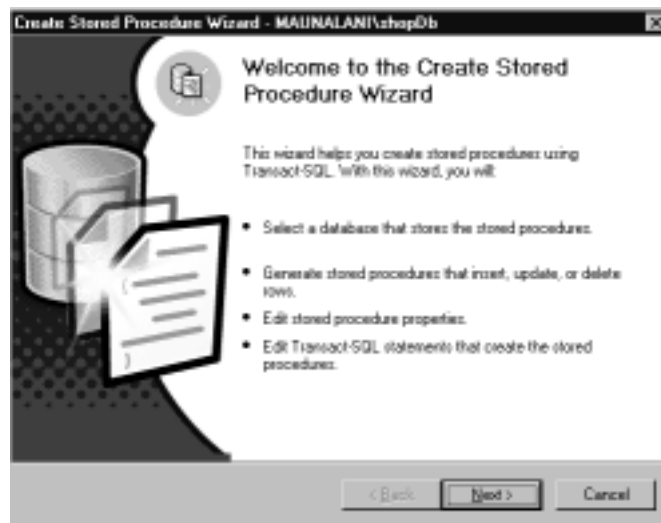 Create Stored Procedure Wizard - MAUNALANI\shopDb
Welcome to the Create Stored
Procedure Wizard
This wizard helps you create stored procedures using
Transact-SQL. With this wizard, you will:
• Select a database that stores the stored procedures.
• Generate stored procedures that insert, update, or delete
rows.
• Edit stored procedure properties.
• Edit Transact-SQL statements that create the stored
procedures.
< Back
Next >
Cancel